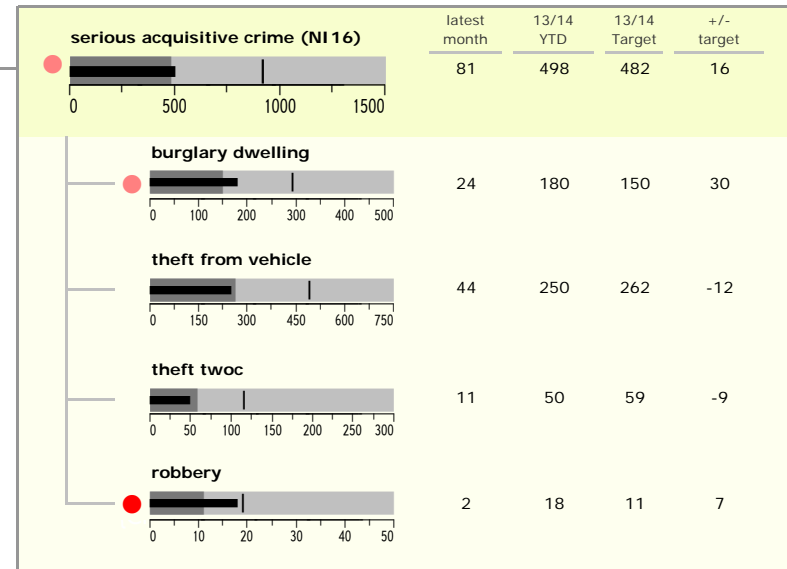 latest 13/14 13/14 +/-
month YTD Target target
serious acquisitive crime (NI16)
81 498 482 16
0 500 1000 1500
burglary dwelling
24 180 150 30
0 100 200 300 400 500
theft from vehicle
44 250 262 -12
0 150 300 450 600 750
theft twoc
11 50 59 -9
0 50 100 150 200 250 300
robbery
2 18 11 7
0 10 20 30 40 50